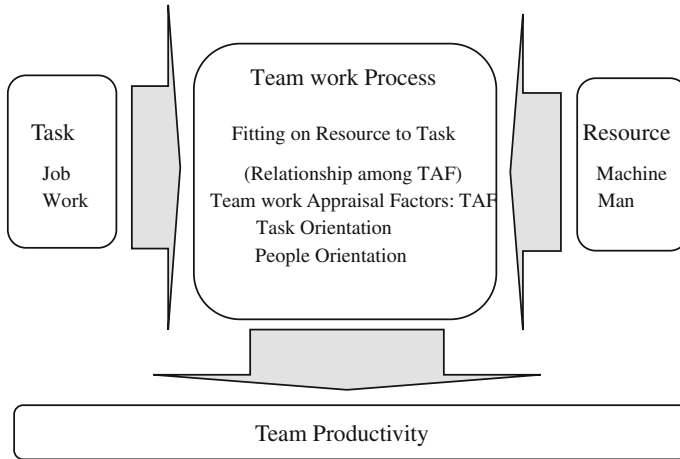 Task
Job
Work
Team work Process
Fitting on Resource to Task
(Relationship among TAF)
Team work Appraisal Factors: TAF
Task Orientation
People Orientation
Resource
Machine
Man
Team Productivity